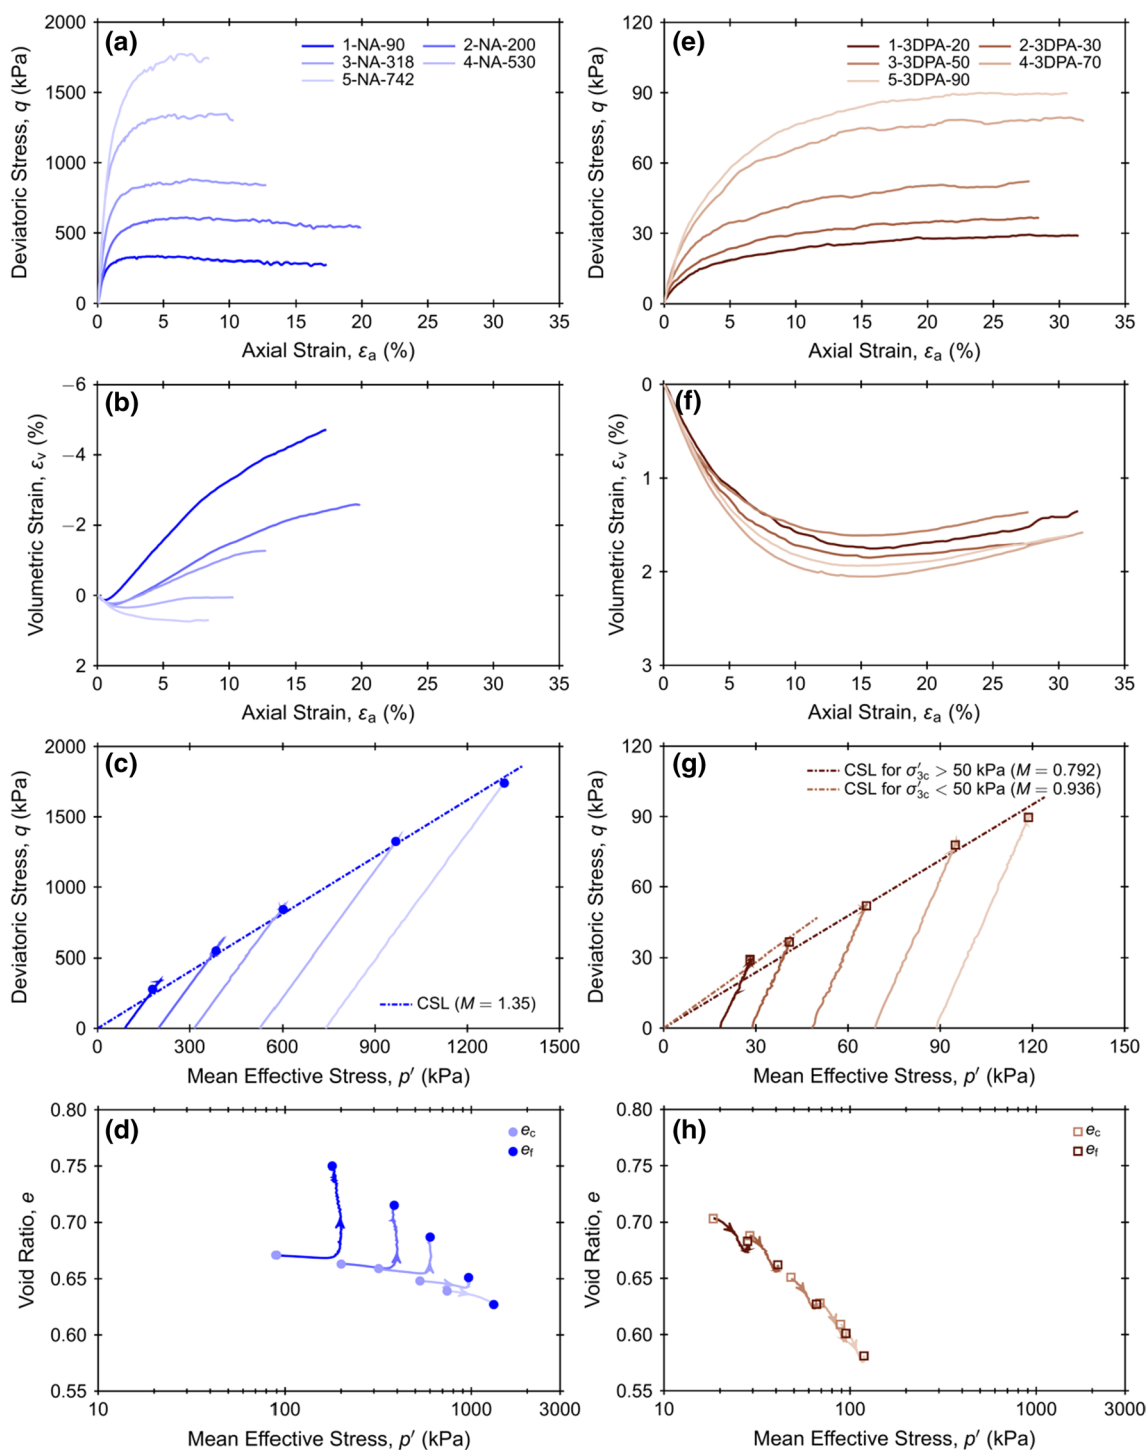 (a)
1-NA-90 2-NA-200
3-NA-318 4-NA-530
5-NA-742
2000
1500
1000
500
0
Deviatoric Stress, q (kPa)
0 5 10 15 20 25 30 35
Axial Strain, εa (%)
(e)
1-3DPA-20 2-3DPA-30
3-3DPA-50 4-3DPA-70
5-3DPA-90
120
90
60
30
0
Deviatoric Stress, q (kPa)
0 5 10 15 20 25 30 35
Axial Strain, εa (%)
(b)
−6
−4
−2
0
2
Volumetric Strain, εv (%)
0 5 10 15 20 25 30 35
Axial Strain, εa (%)
(f)
0
1
2
3
Volumetric Strain, εv (%)
0 5 10 15 20 25 30 35
Axial Strain, εa (%)
(c)
2000
1500
1000
500
0
Deviatoric Stress, q (kPa)
CSL (M = 1.35)
0 300 600 900 1200 1500
Mean Effective Stress, p′ (kPa)
(g)
CSL for σ′3c > 50 kPa (M = 0.792)
CSL for σ′3c < 50 kPa (M = 0.936)
120
90
60
30
0
Deviatoric Stress, q (kPa)
0 30 60 90 120 150
Mean Effective Stress, p′ (kPa)
(d)
ec
ef
0.80
0.75
0.70
0.65
0.60
0.55
Void Ratio, e
10 100 1000 3000
Mean Effective Stress, p′ (kPa)
(h)
ec
ef
0.80
0.75
0.70
0.65
0.60
0.55
Void Ratio, e
10 100 1000 3000
Mean Effective Stress, p′ (kPa)